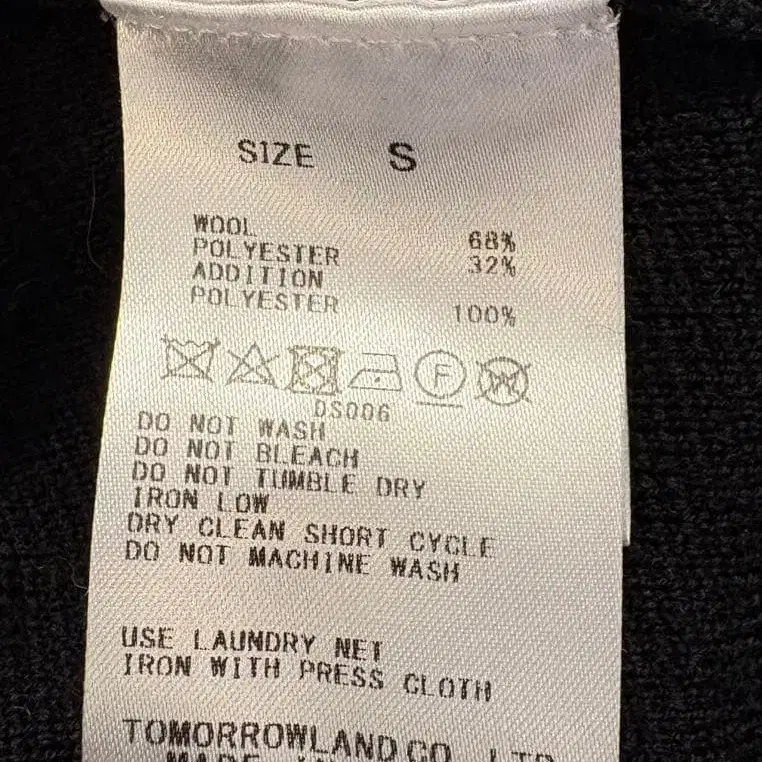 SIZE S
WOOL 68%
POLYESTER 32%
ADDITION
POLYESTER 100%
F W
DS006
DO NOT WASH
DO NOT BLEACH
DO NOT TUMBLE DRY
IRON LOW
DRY CLEAN SHORT CYCLE
DO NOT MACHINE WASH
USE LAUNDRY NET
IRON WITH PRESS CLOTH
TOMORROWLAND CO., LTD
MADE